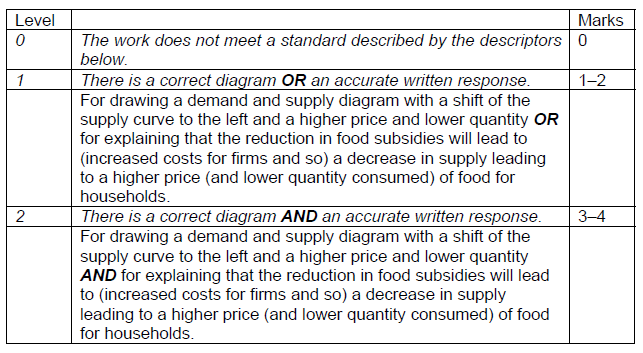 Level Marks
0 The work does not meet a standard described by the descriptors 0
below.
1 There is a correct diagram OR an accurate written response. 1–2
For drawing a demand and supply diagram with a shift of the
supply curve to the left and a higher price and lower quantity OR
for explaining that the reduction in food subsidies will lead to
(increased costs for firms and so) a decrease in supply leading
to a higher price (and lower quantity consumed) of food for
households.
2 There is a correct diagram AND an accurate written response. 3–4
For drawing a demand and supply diagram with a shift of the
supply curve to the left and a higher price and lower quantity
AND for explaining that the reduction in food subsidies will lead
to (increased costs for firms and so) a decrease in supply
leading to a higher price (and lower quantity consumed) of food
for households.